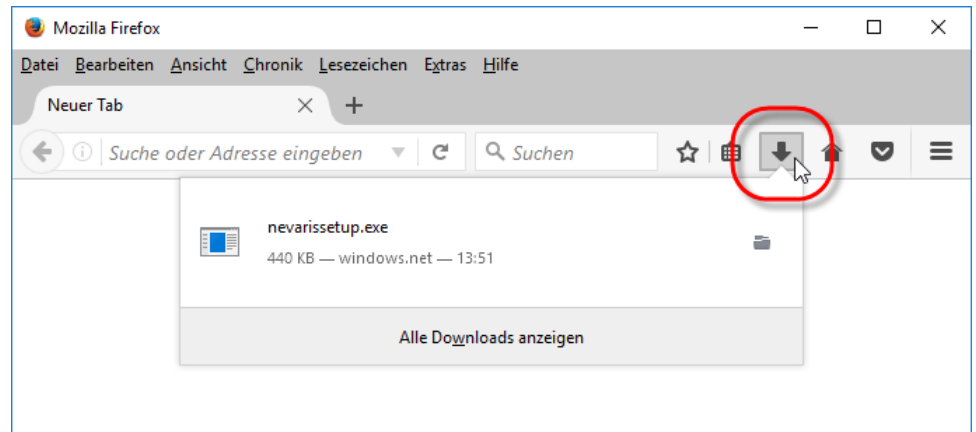 Mozilla Firefox
Datei Bearbeiten Ansicht Chronik Lesezeichen Extras Hilfe
Neuer Tab
Suche oder Adresse eingeben Suchen
nevarissetup.exe
440 KB — windows.net — 13:51
Alle Downloads anzeigen